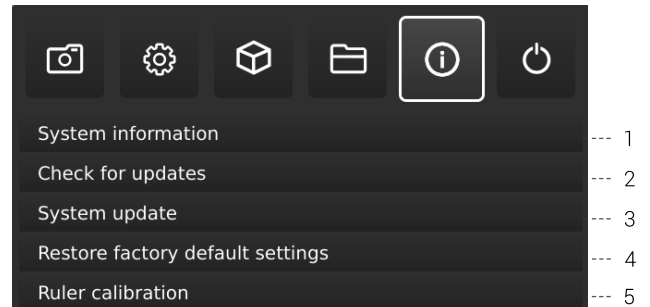 System information --- 1
Check for updates --- 2
System update --- 3
Restore factory default settings --- 4
Ruler calibration --- 5